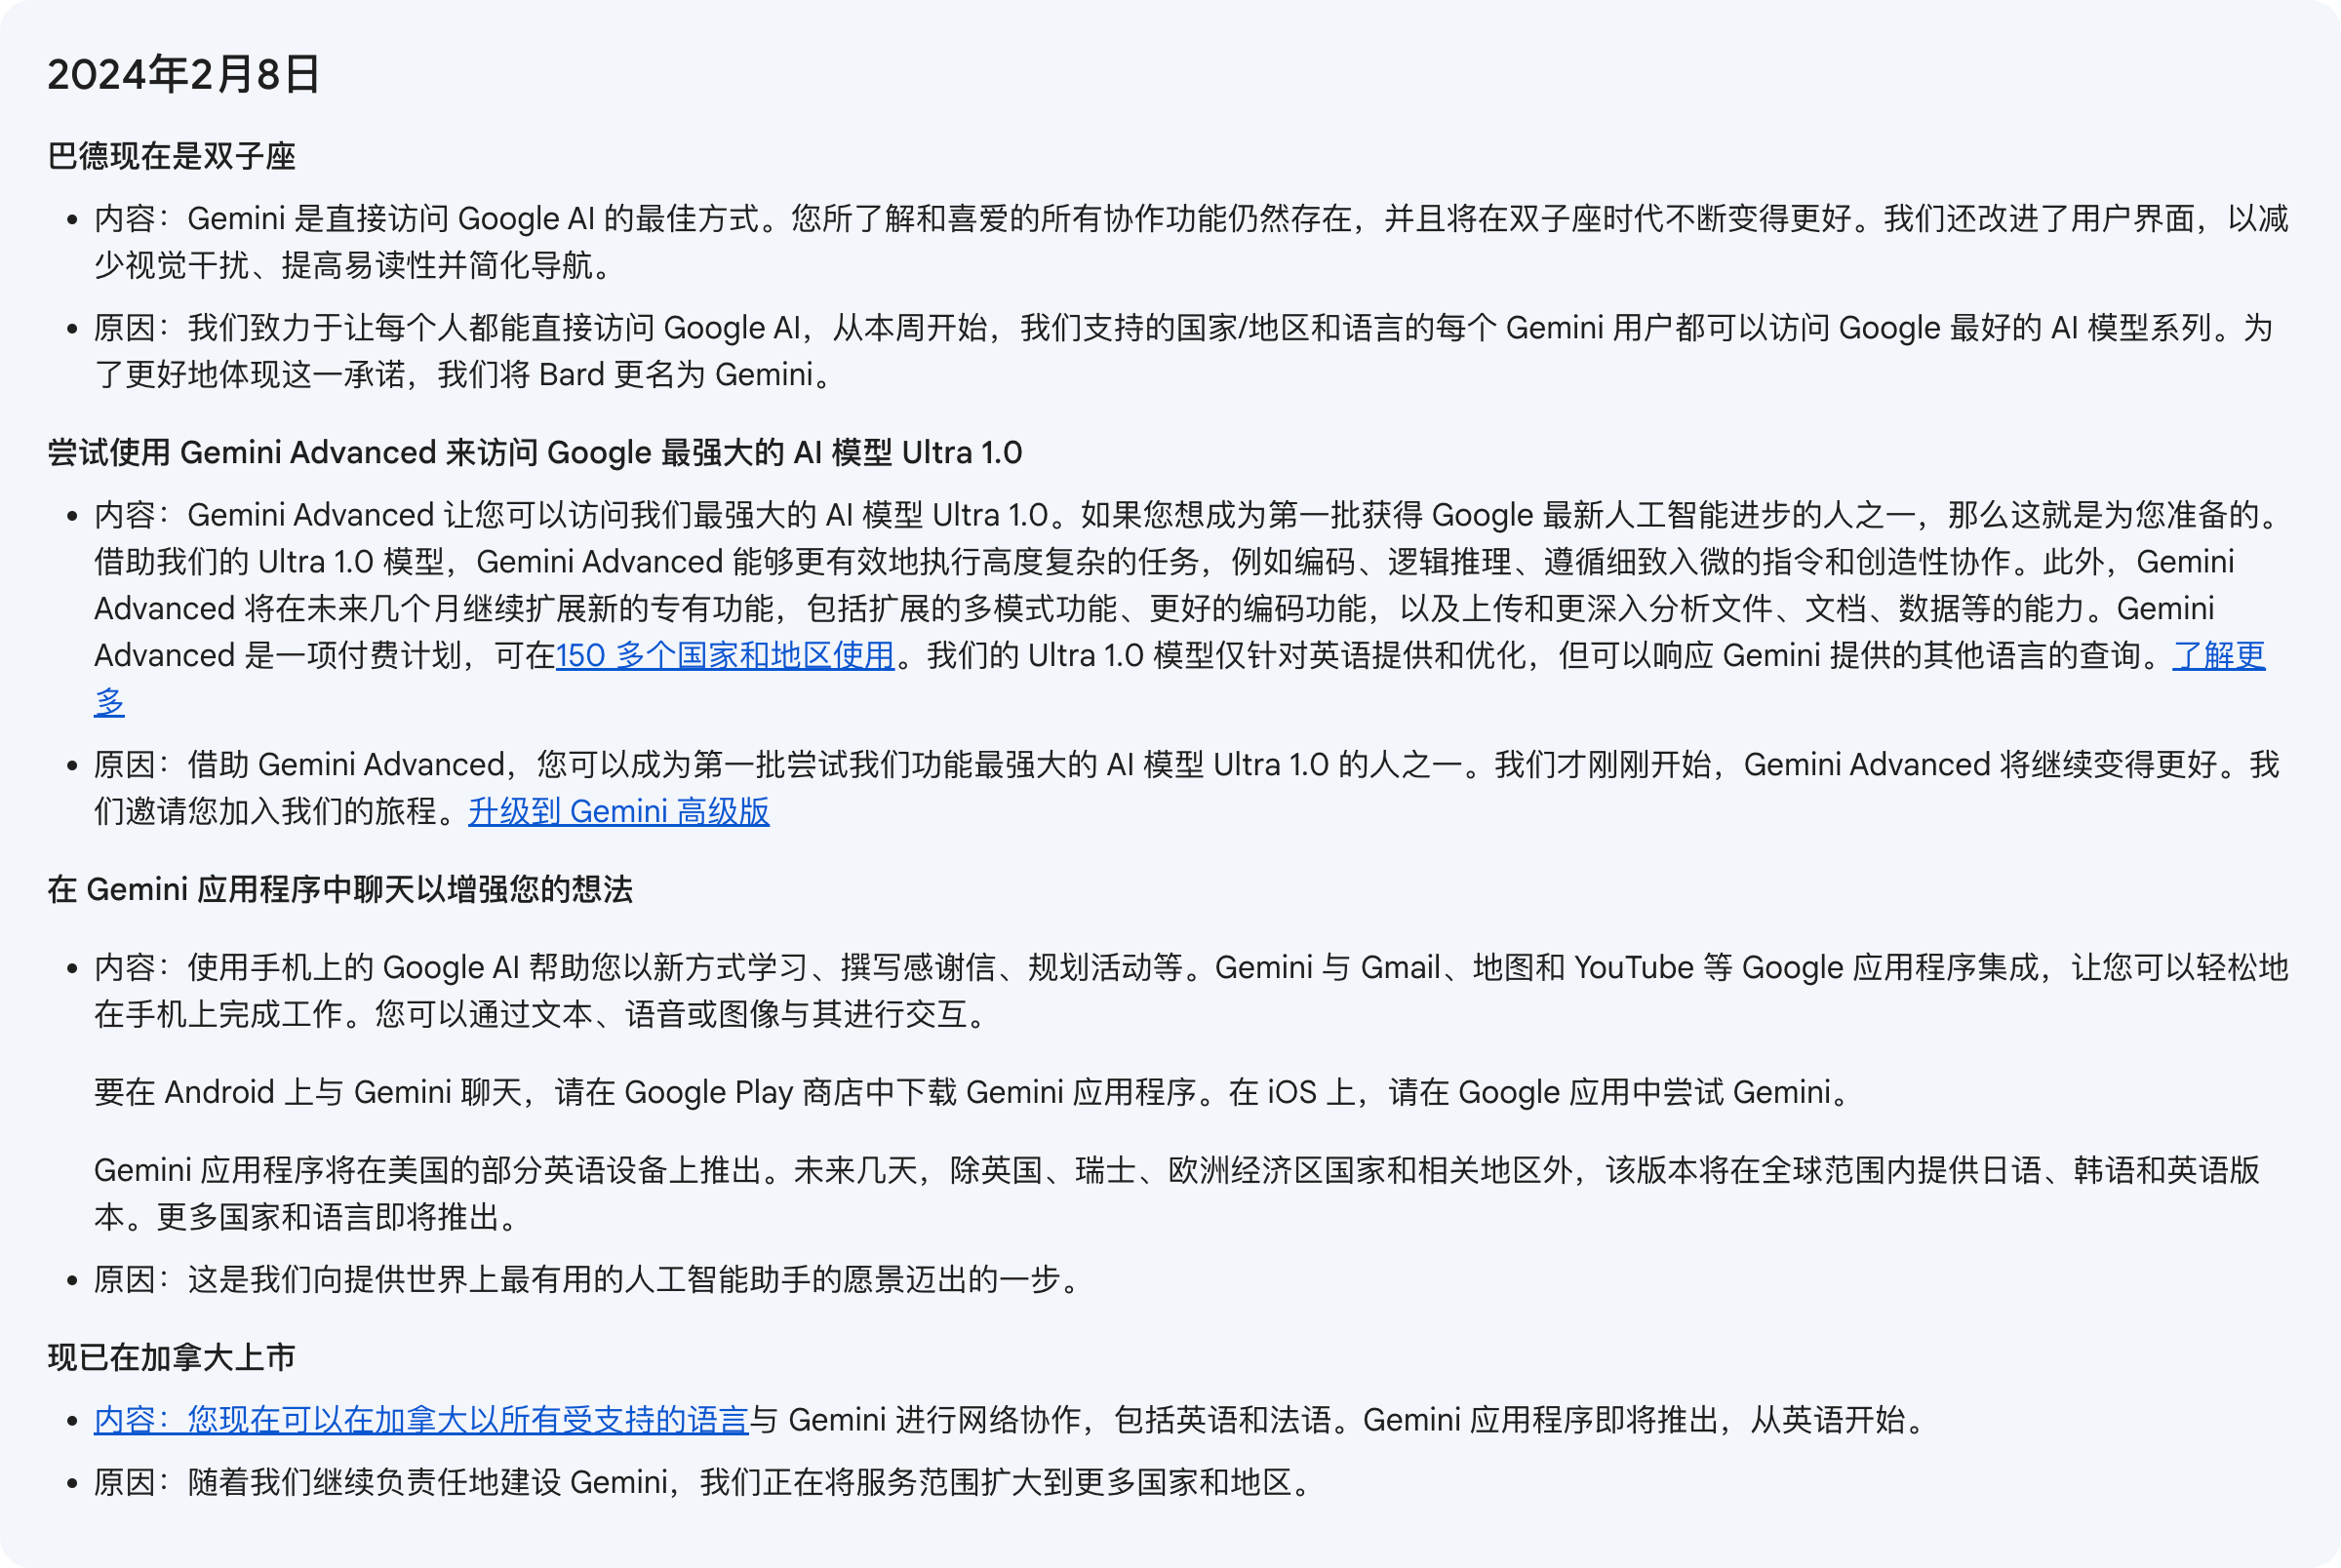 2024年2月8日
巴德现在是双子座
• 内容：Gemini 是直接访问 Google AI 的最佳方式。您所了解和喜爱的所有协作功能仍然存在，并且将在双子座时代不断变得更好。我们还改进了用户界面，以减
少视觉干扰、提高易读性并简化导航。
• 原因：我们致力于让每个人都能直接访问 Google AI，从本周开始，我们支持的国家/地区和语言的每个 Gemini 用户都可以访问 Google 最好的 AI 模型系列。为
了更好地体现这一承诺，我们将 Bard 更名为 Gemini。
尝试使用 Gemini Advanced 来访问 Google 最强大的 AI 模型 Ultra 1.0
• 内容：Gemini Advanced 让您可以访问我们最强大的 AI 模型 Ultra 1.0。如果您想成为第一批获得 Google 最新人工智能进步的人之一，那么这就是为您准备的。
借助我们的 Ultra 1.0 模型，Gemini Advanced 能够更有效地执行高度复杂的任务，例如编码、逻辑推理、遵循细致入微的指令和创造性协作。此外，Gemini
Advanced 将在未来几个月继续扩展新的专有功能，包括扩展的多模式功能、更好的编码功能，以及上传和更深入分析文件、文档、数据等的能力。Gemini
Advanced 是一项付费计划，可在150 多个国家和地区使用。我们的 Ultra 1.0 模型仅针对英语提供和优化，但可以响应 Gemini 提供的其他语言的查询。了解更
多
• 原因：借助 Gemini Advanced，您可以成为第一批尝试我们功能最强大的 AI 模型 Ultra 1.0 的人之一。我们才刚刚开始，Gemini Advanced 将继续变得更好。我
们邀请您加入我们的旅程。升级到 Gemini 高级版
在 Gemini 应用程序中聊天以增强您的想法
• 内容：使用手机上的 Google AI 帮助您以新方式学习、撰写感谢信、规划活动等。Gemini 与 Gmail、地图和 YouTube 等 Google 应用程序集成，让您可以轻松地
在手机上完成工作。您可以通过文本、语音或图像与其进行交互。
要在 Android 上与 Gemini 聊天，请在 Google Play 商店中下载 Gemini 应用程序。在 iOS 上，请在 Google 应用中尝试 Gemini。
Gemini 应用程序将在美国的部分英语设备上推出。未来几天，除英国、瑞士、欧洲经济区国家和相关地区外，该版本将在全球范围内提供日语、韩语和英语版
本。更多国家和语言即将推出。
• 原因：这是我们向提供世界上最有用的人工智能助手的愿景迈出的一步。
现已在加拿大上市
• 内容：您现在可以在加拿大以所有受支持的语言与 Gemini 进行网络协作，包括英语和法语。Gemini 应用程序即将推出，从英语开始。
• 原因：随着我们继续负责任地建设 Gemini，我们正在将服务范围扩大到更多国家和地区。